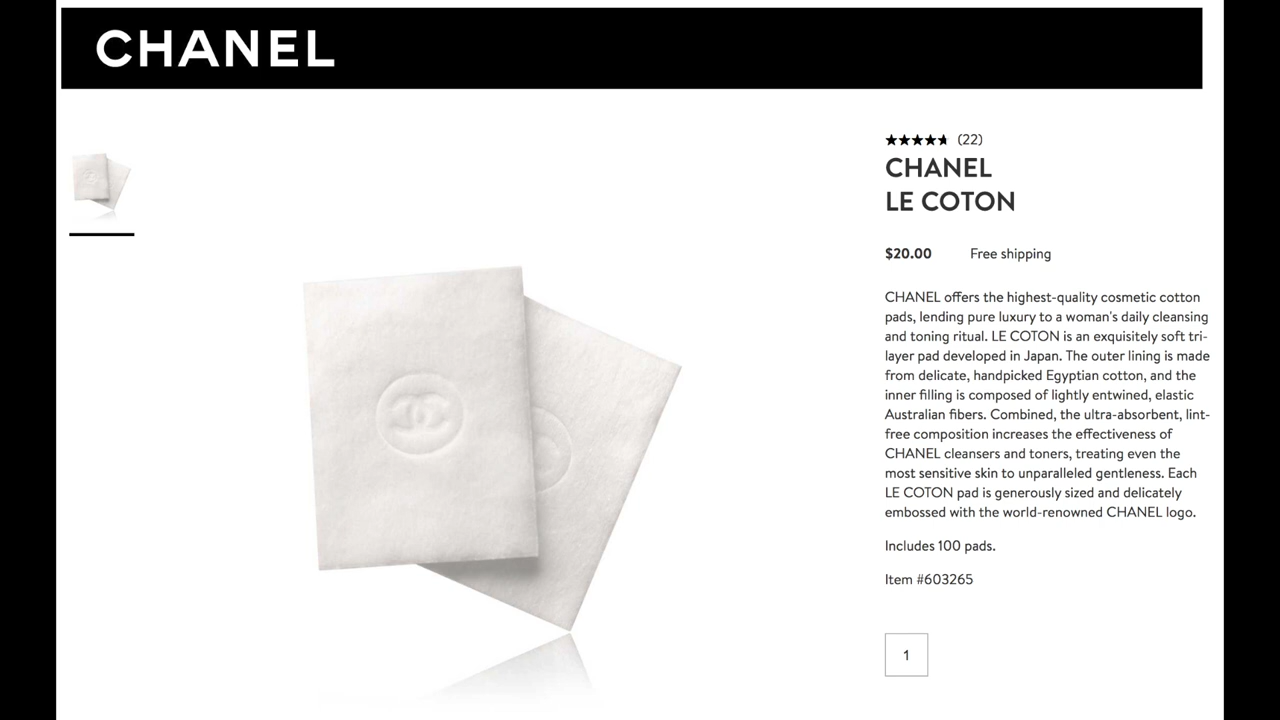 CHANEL
★★★★★ (22)
CHANEL
LE COTON
$20.00 Free shipping
CHANEL offers the highest-quality cosmetic cotton
pads, lending pure luxury to a woman's daily cleansing
and toning ritual. LE COTON is an exquisitely soft tri-
layer pad developed in Japan. The outer lining is made
from delicate, handpicked Egyptian cotton, and the
inner filling is composed of lightly entwined, elastic
Australian fibers. Combined, the ultra-absorbent, lint-
free composition increases the effectiveness of
CHANEL cleansers and toners, treating even the
most sensitive skin to unparalleled gentleness. Each
LE COTON pad is generously sized and delicately
embossed with the world-renowned CHANEL logo.
Includes 100 pads.
Item #603265
1